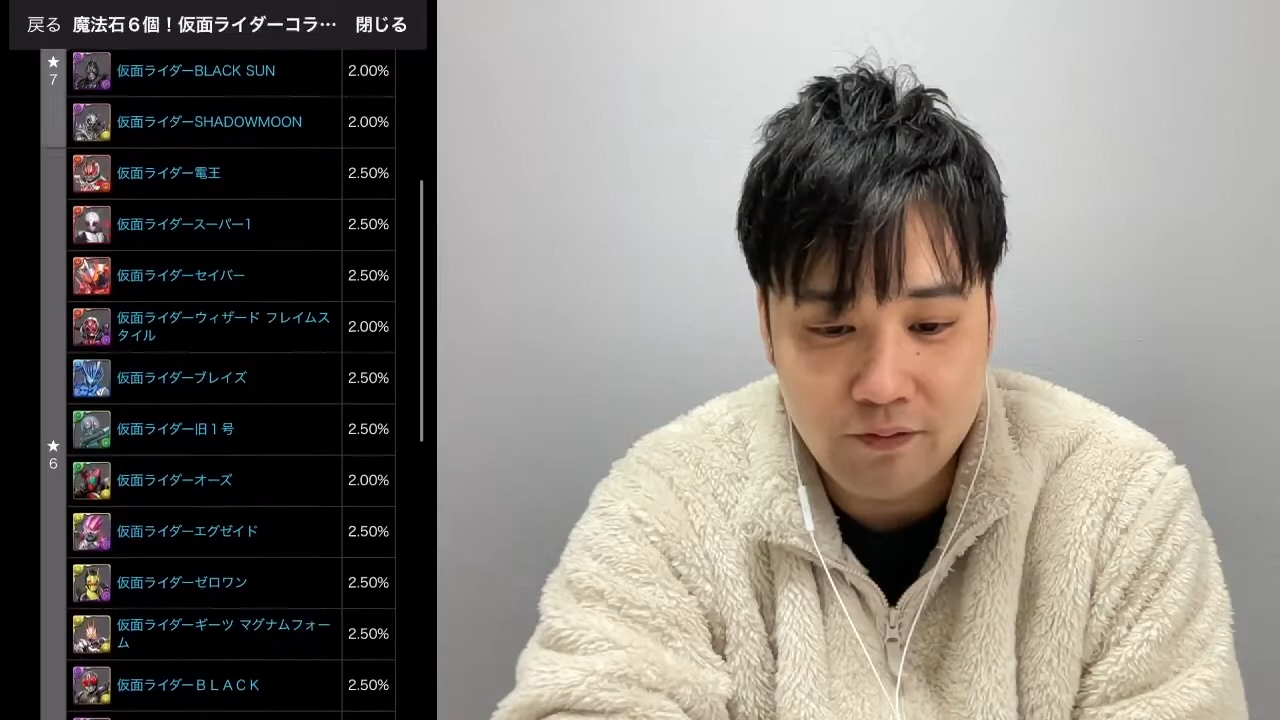 戻る 魔法石６個！仮面ライダーコラ… 閉じる
★
7
仮面ライダーBLACK SUN 2.00%
仮面ライダーSHADOWMOON 2.00%
仮面ライダー電王 2.50%
仮面ライダースーパー1 2.50%
仮面ライダーセイバー 2.50%
仮面ライダーウィザード フレイムス
タイル 2.00%
仮面ライダーブレイズ 2.50%
仮面ライダー旧１号 2.50%
★
6
仮面ライダーオーズ 2.00%
仮面ライダーエグゼイド 2.50%
仮面ライダーゼロワン 2.50%
仮面ライダーギーツ マグナムフォー
ム 2.50%
仮面ライダーＢＬＡＣＫ 2.50%